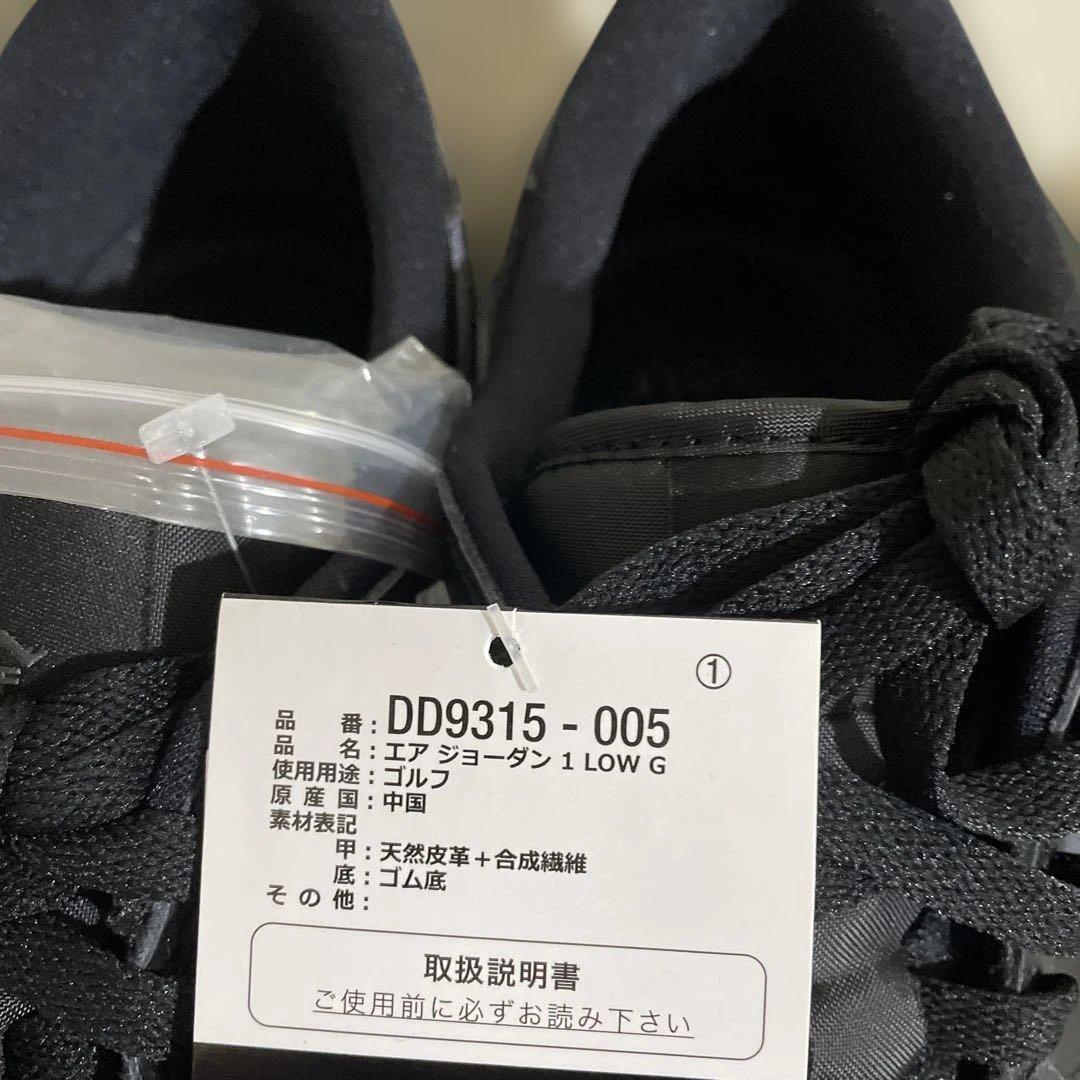 ①
品番：DD9315 - 005
品名：エア ジョーダン 1 LOW G
使用用途：ゴルフ
原産国：中国
素材表記
甲：天然皮革＋合成繊維
底：ゴム底
その他：
取扱説明書
ご使用前に必ずお読み下さい